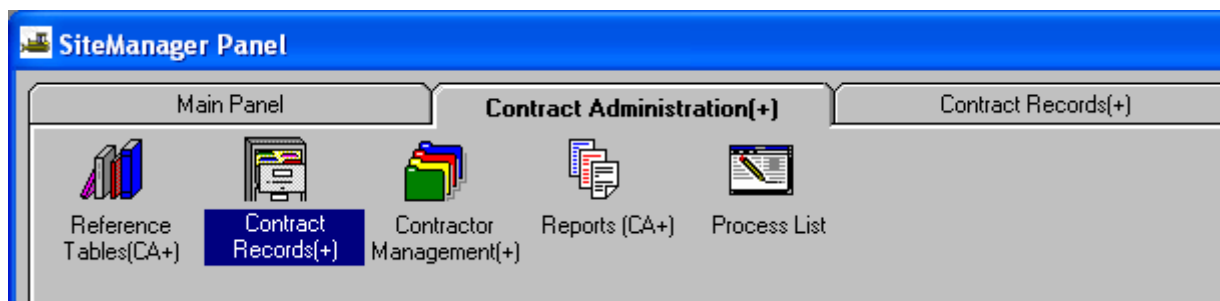 SiteManager Panel
Main Panel
Contract Administration(+)
Contract Records(+)
Reference
Tables(CA+)
Contract
Records(+)
Contractor
Management(+)
Reports (CA+)
Process List